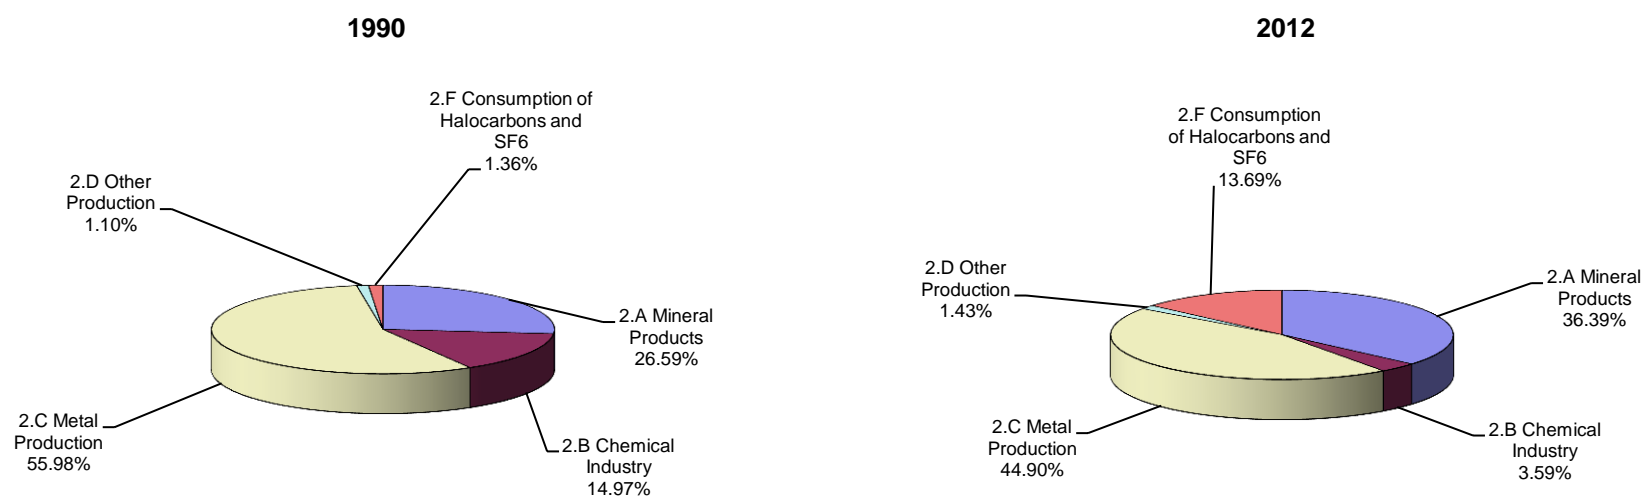 1990
2.F Consumption of
Halocarbons and
SF6
1.36%
2.D Other
Production
1.10%
2.A Mineral
Products
26.59%
2.C Metal
Production
55.98%
2.B Chemical
Industry
14.97%
2012
2.F Consumption
of Halocarbons and
SF6
13.69%
2.D Other
Production
1.43%
2.A Mineral
Products
36.39%
2.C Metal
Production
44.90%
2.B Chemical
Industry
3.59%